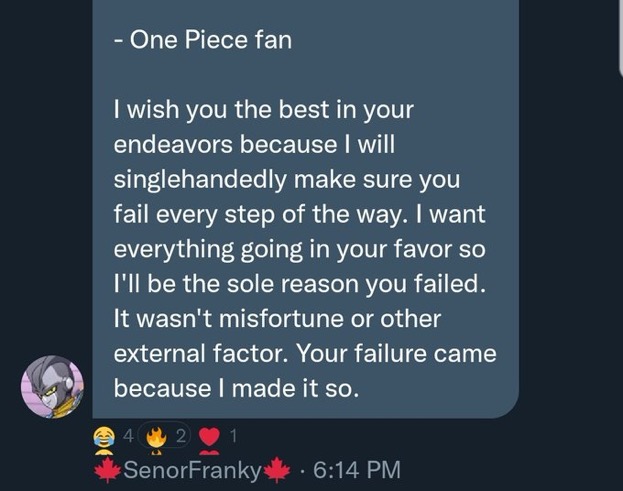 - One Piece fan
I wish you the best in your
endeavors because I will
singlehandedly make sure you
fail every step of the way. I want
everything going in your favor so
I'll be the sole reason you failed.
It wasn't misfortune or other
external factor. Your failure came
because I made it so.
😂 4 🔥 2 ❤️ 1
🍁SenorFranky🍁 · 6:14 PM